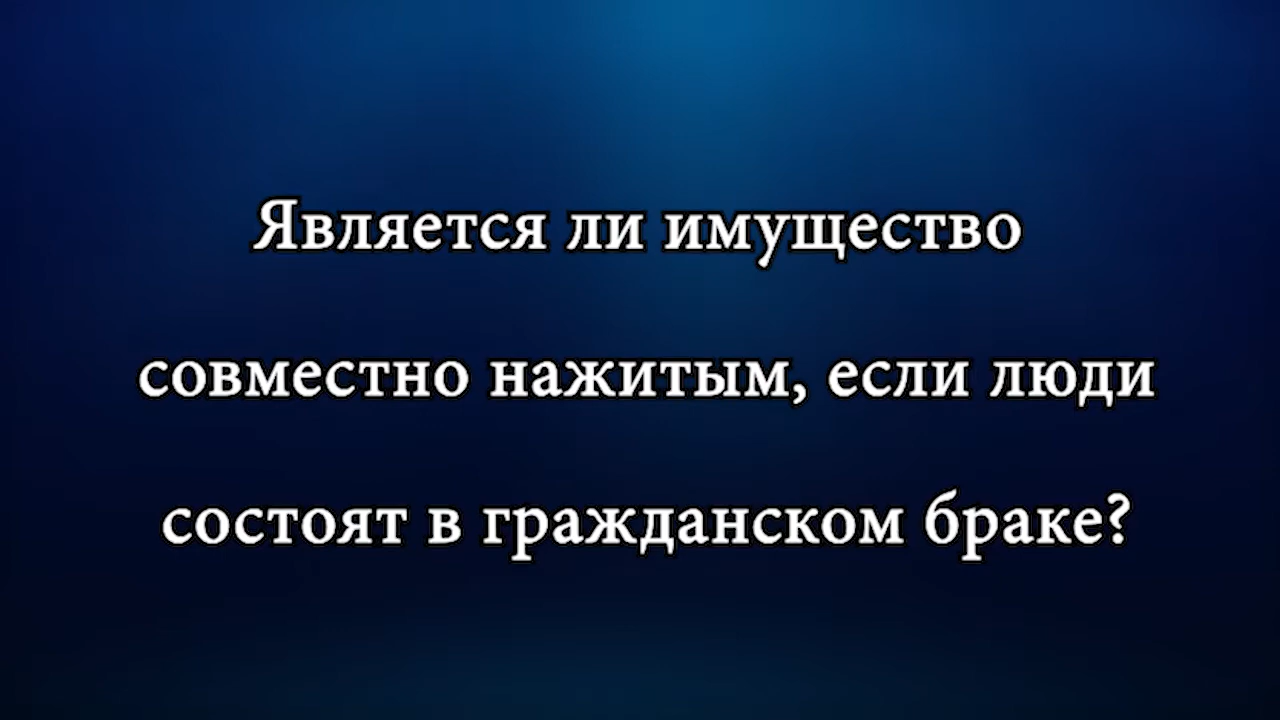 Является ли имущество
совместно нажитым, если люди
состоят в гражданском браке?